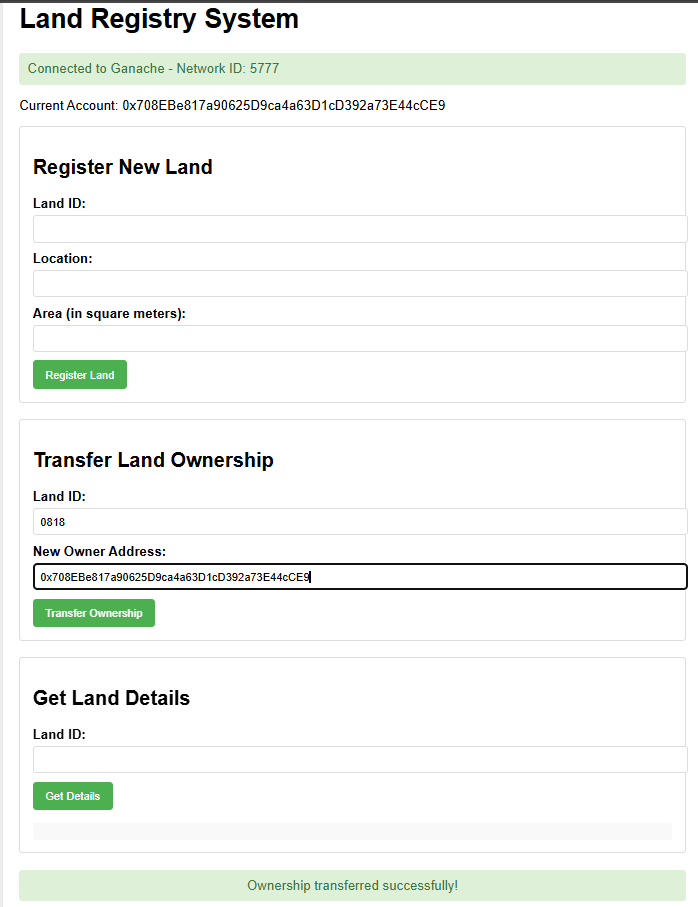 Land Registry System
Connected to Ganache - Network ID: 5777
Current Account: 0x708EBe817a90625D9ca4a63D1cD392a73E44cCE9
Register New Land
Land ID:
Location:
Area (in square meters):
Register Land
Transfer Land Ownership
Land ID:
0818
New Owner Address:
0x708EBe817a90625D9ca4a63D1cD392a73E44cCE9
Transfer Ownership
Get Land Details
Land ID:
Get Details
Ownership transferred successfully!